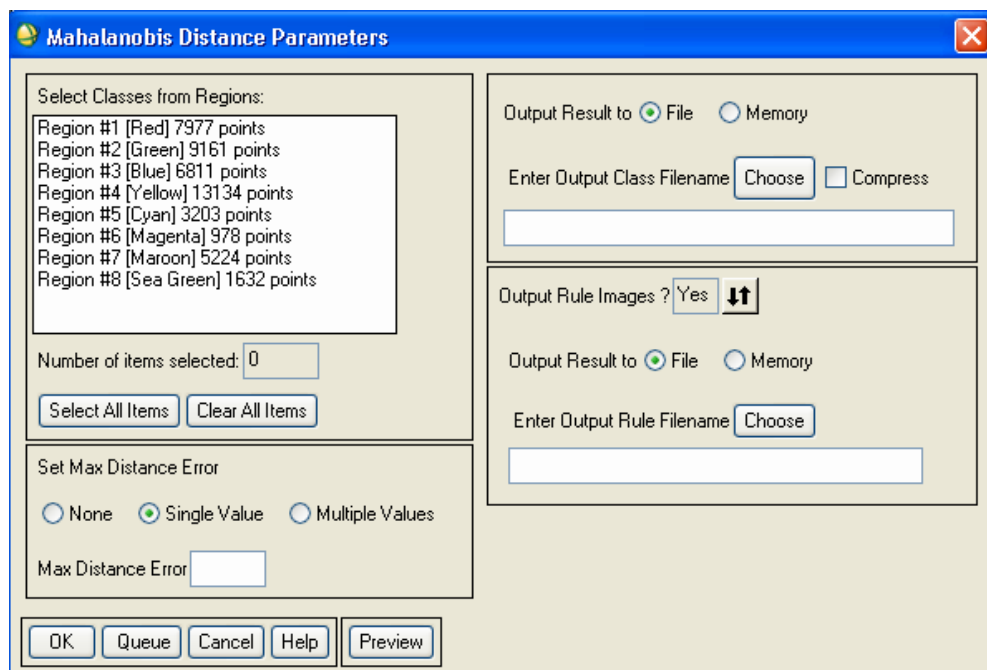 Mahalanobis Distance Parameters
Select Classes from Regions:
Region #1 [Red] 7977 points
Region #2 [Green] 9161 points
Region #3 [Blue] 6811 points
Region #4 [Yellow] 13134 points
Region #5 [Cyan] 3203 points
Region #6 [Magenta] 978 points
Region #7 [Maroon] 5224 points
Region #8 [Sea Green] 1632 points
Number of items selected: 0
Select All Items Clear All Items
Set Max Distance Error
None Single Value Multiple Values
Max Distance Error
OK Queue Cancel Help Preview
Output Result to File Memory
Enter Output Class Filename Choose Compress
Output Rule Images ? Yes
Output Result to File Memory
Enter Output Rule Filename Choose